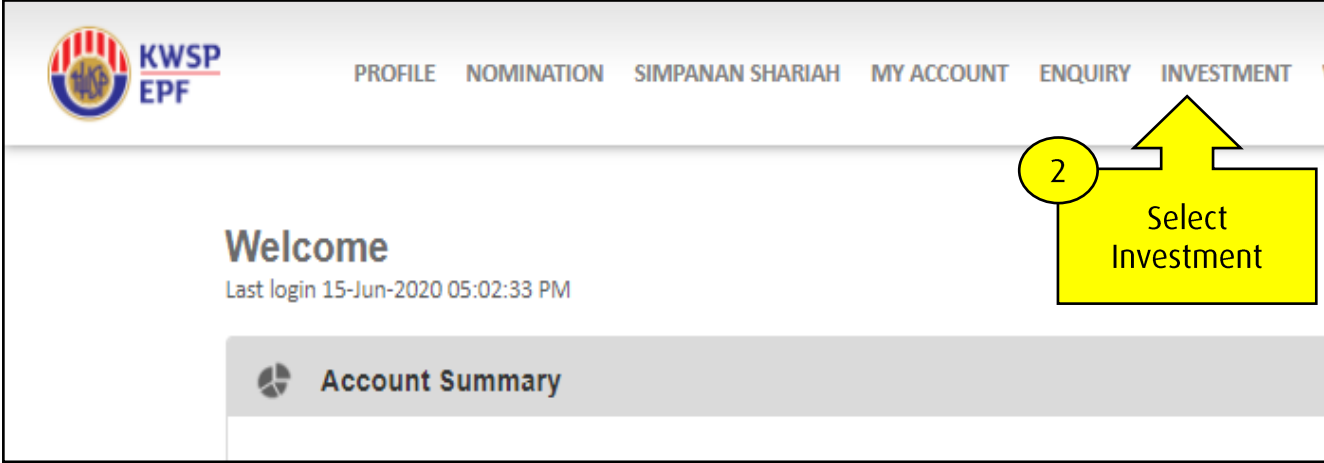 KWSP
EPF
PROFILE NOMINATION SIMPANAN SHARIAH MY ACCOUNT ENQUIRY INVESTMENT
2
Select
Investment
Welcome
Last login 15-Jun-2020 05:02:33 PM
Account Summary